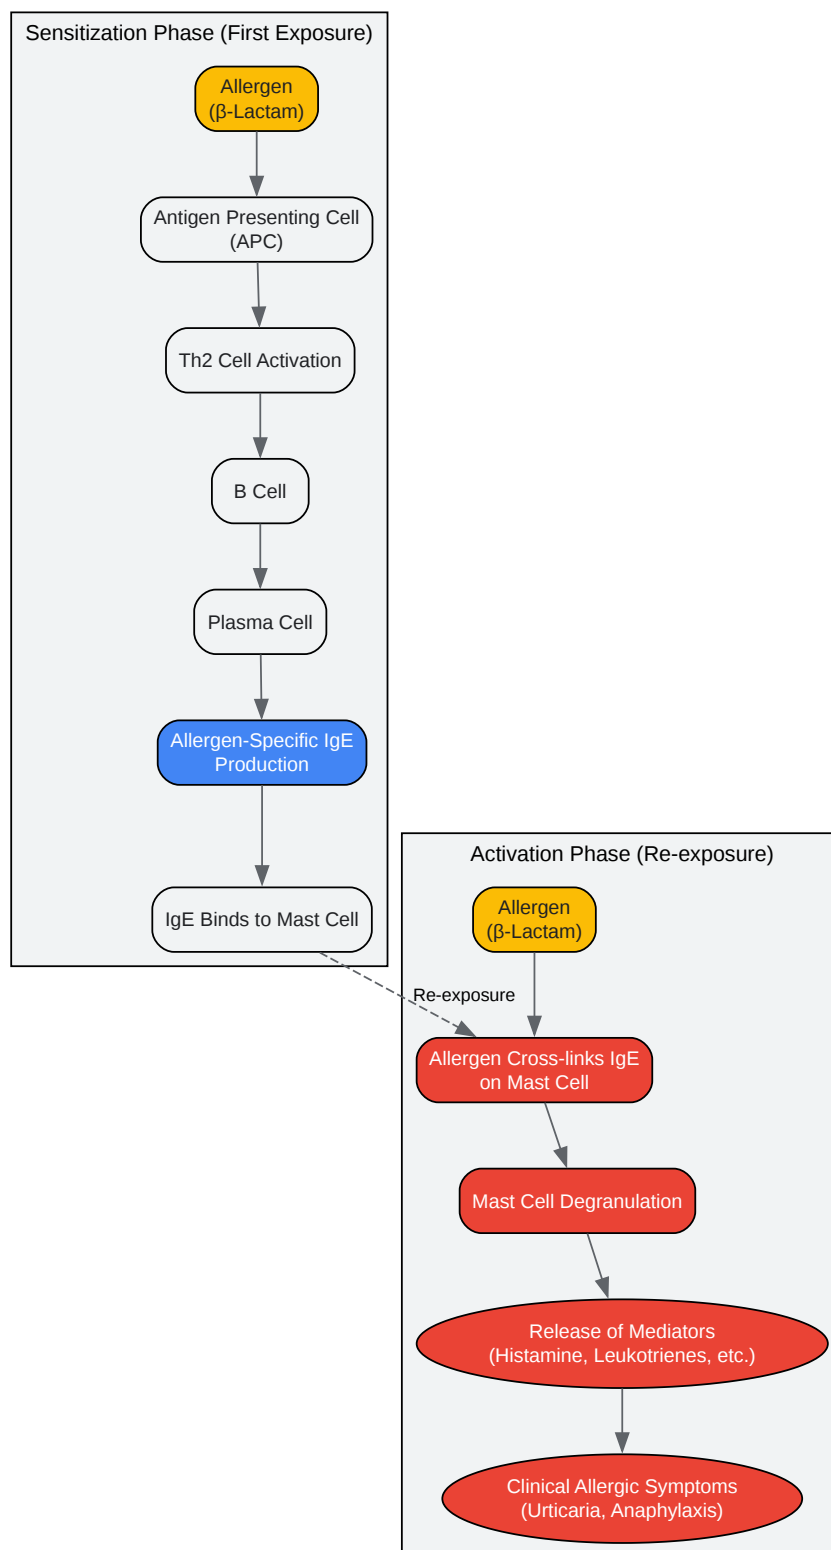 Sensitization Phase (First Exposure)
Allergen
(β-Lactam)
Antigen Presenting Cell
(APC)
Th2 Cell Activation
B Cell
Plasma Cell
Allergen-Specific IgE
Production
IgE Binds to Mast Cell
Activation Phase (Re-exposure)
Allergen
(β-Lactam)
Re-exposure
Allergen Cross-links IgE
on Mast Cell
Mast Cell Degranulation
Release of Mediators
(Histamine, Leukotrienes, etc.)
Clinical Allergic Symptoms
(Urticaria, Anaphylaxis)